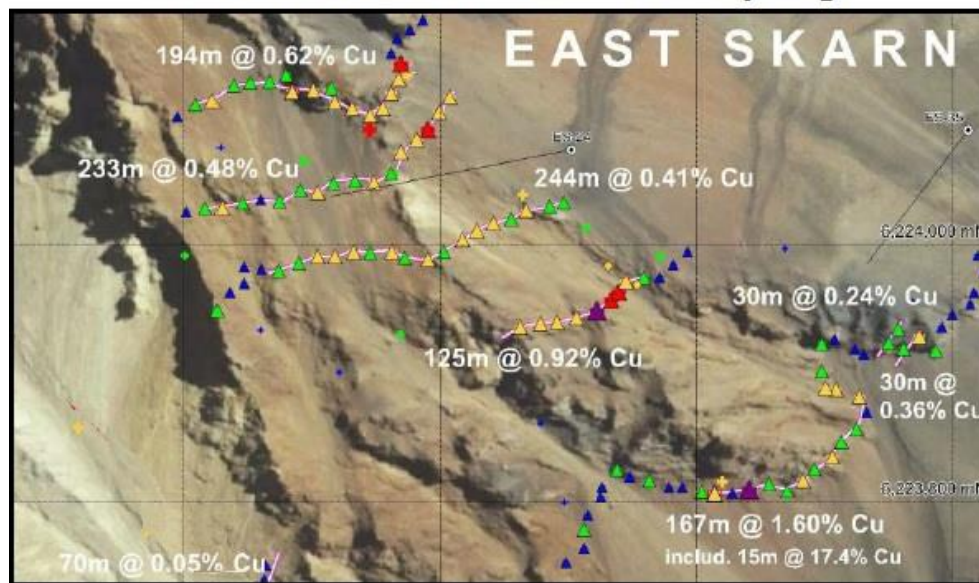 EAST SKARN
194m @ 0.62% Cu
233m @ 0.48% Cu
244m @ 0.41% Cu
6,224,000 mN
30m @ 0.24% Cu
125m @ 0.92% Cu
30m @
0.36% Cu
6,223,800 mN
167m @ 1.60% Cu
includ. 15m @ 17.4% Cu
70m @ 0.05% Cu